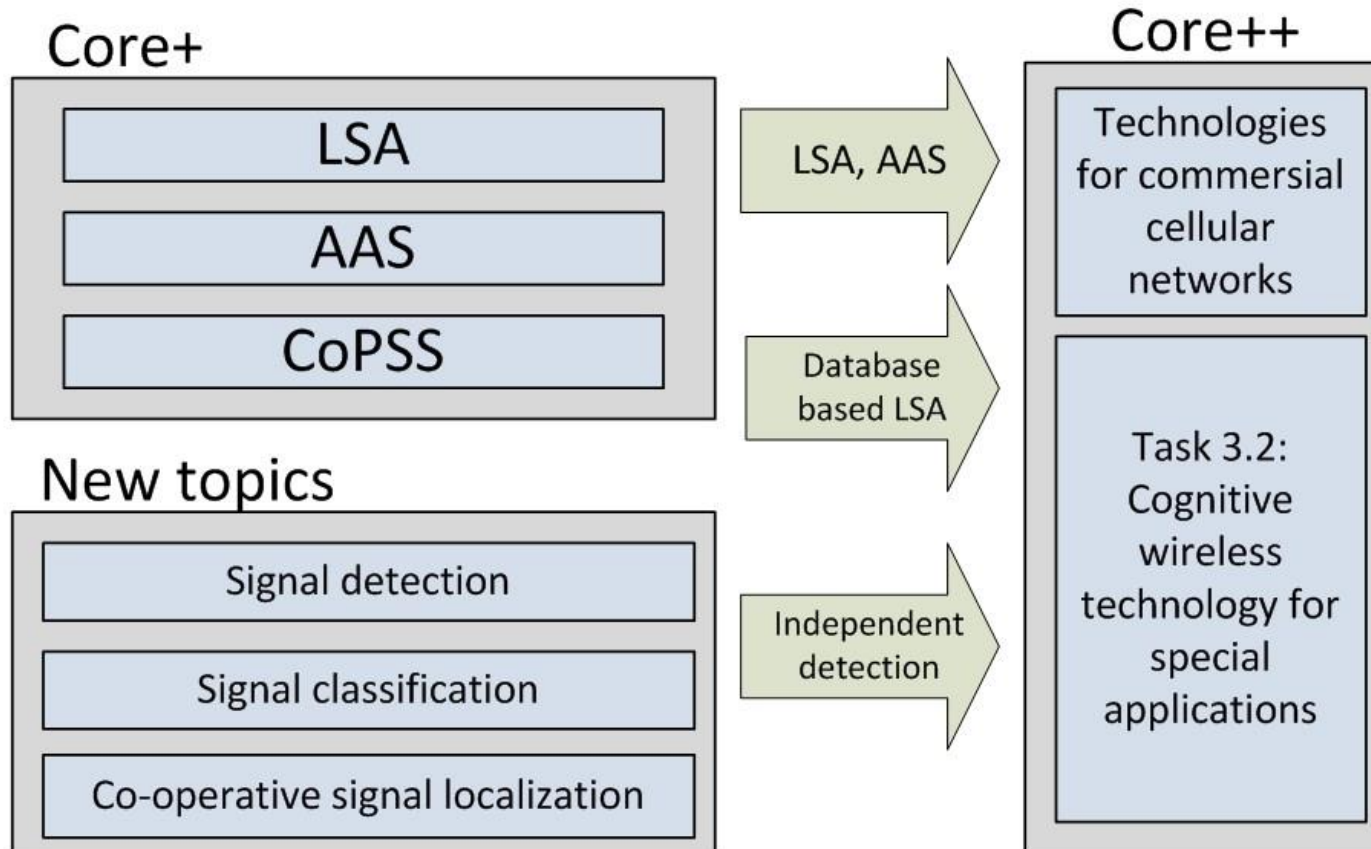 Core+
LSA
AAS
CoPSS
New topics
Signal detection
Signal classification
Co-operative signal localization
LSA, AAS
Database
based LSA
Independent
detection
Core++
Technologies
for commersial
cellular
networks
Task 3.2:
Cognitive
wireless
technology for
special
applications